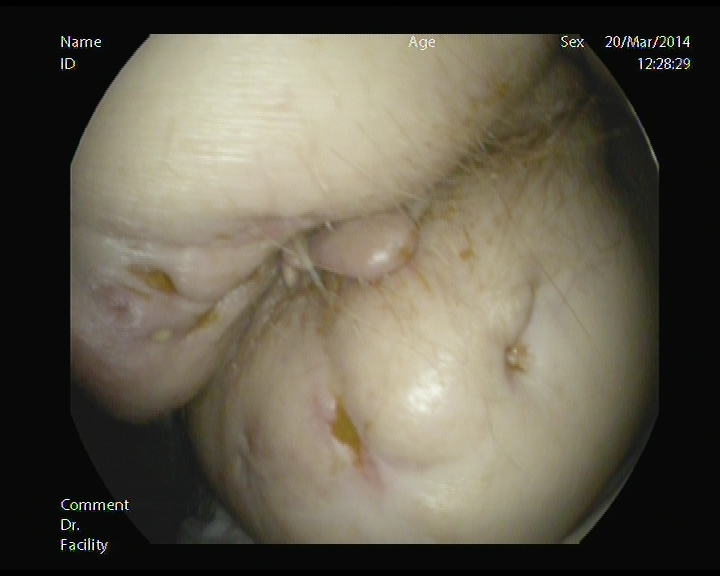 Name Age Sex 20/Mar/2014
ID 12:28:29
Comment
Dr.
Facility